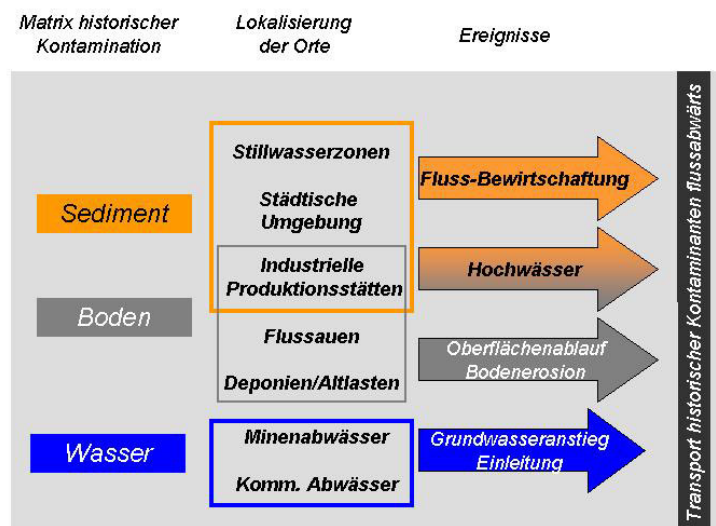 Matrix historischer
Kontamination
Lokalisierung
der Orte
Ereignisse
Sediment
Boden
Wasser
Stillwasserzonen
Städtische
Umgebung
Industrielle
Produktionsstätten
Flussauen
Deponien/Altlasten
Minenabwässer
Komm. Abwässer
Fluss-Bewirtschaftung
Hochwässer
Oberflächenablauf
Bodenerosion
Grundwasseranstieg
Einleitung
Transport historischer Kontaminanten flussabwärts